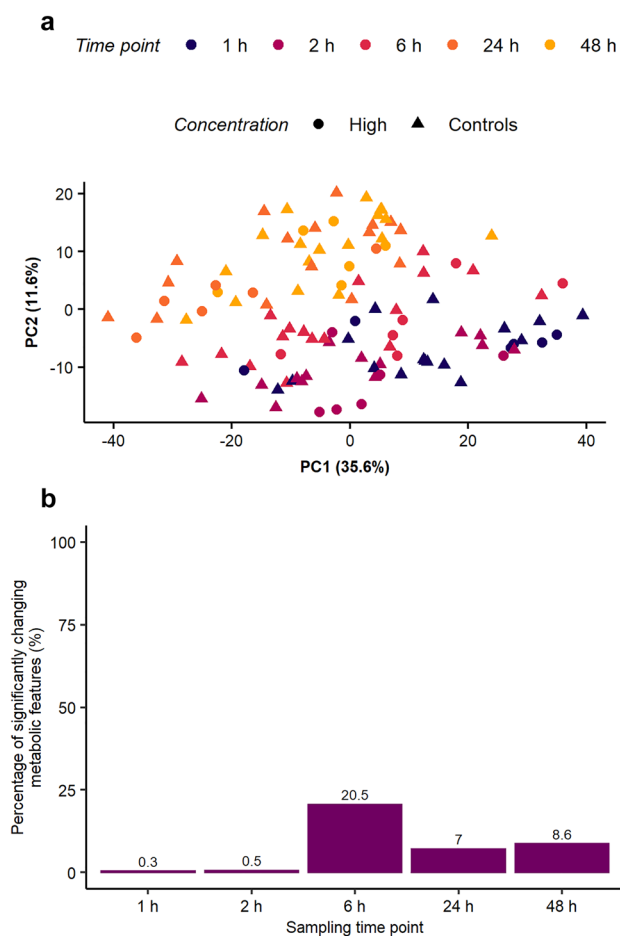 a
Time point 1 h 2 h 6 h 24 h 48 h
Concentration High Controls
PC2 (11.6%)
20
10
0
-10
-40 -20 0 20 40
PC1 (35.6%)
b
Percentage of significantly changing
metabolic features (%)
100
75
50
25
0
0.3 0.5 20.5 7 8.6
1 h 2 h 6 h 24 h 48 h
Sampling time point